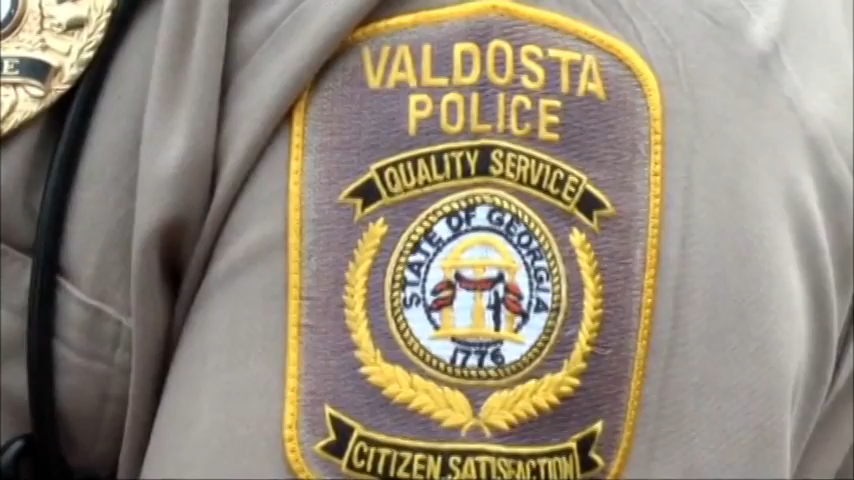 VALDOSTA
POLICE
QUALITY SERVICE
STATE OF GEORGIA
1776
CITIZEN SATISFACTION
E